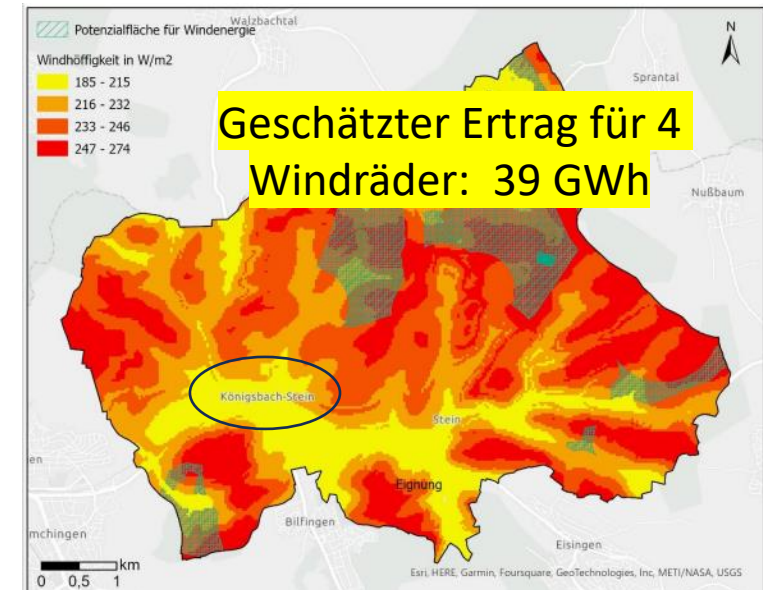 Walzbachtal
Potenzialfläche für Windenergie
N
Windhöffigkeit in W/m2
185 - 215
216 - 232
233 - 246
247 - 274
Sprantal
Geschätzter Ertrag für 4
Windräder: 39 GWh
Nußbaum
Königsbach-Stein
Stein
en
Eignung
mchingen
Bilfingen
Eisingen
km
0 0,5 1
Esri, HERE, Garmin, Foursquare, GeoTechnologies, Inc, METI/NASA, USGS